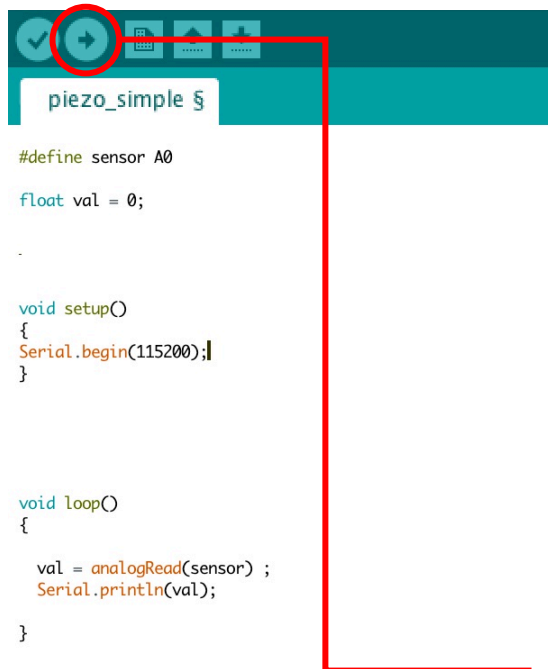 piezo_simple §
#define sensor A0
float val = 0;
void setup()
{
Serial.begin(115200);
}
void loop()
{
val = analogRead(sensor) ;
Serial.println(val);
}